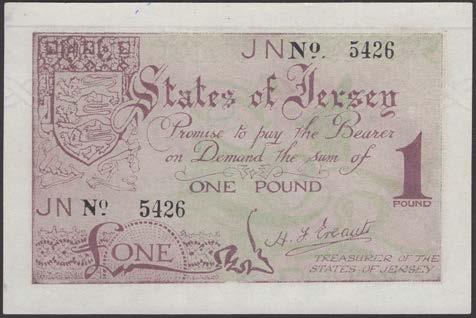 JN No. 5426
States of Jersey
Promise to pay the Bearer
on Demand the sum of
ONE POUND
1
POUND
JN No. 5426
£ONE
H. F. Ereaut
TREASURER OF THE
STATES OF JERSEY